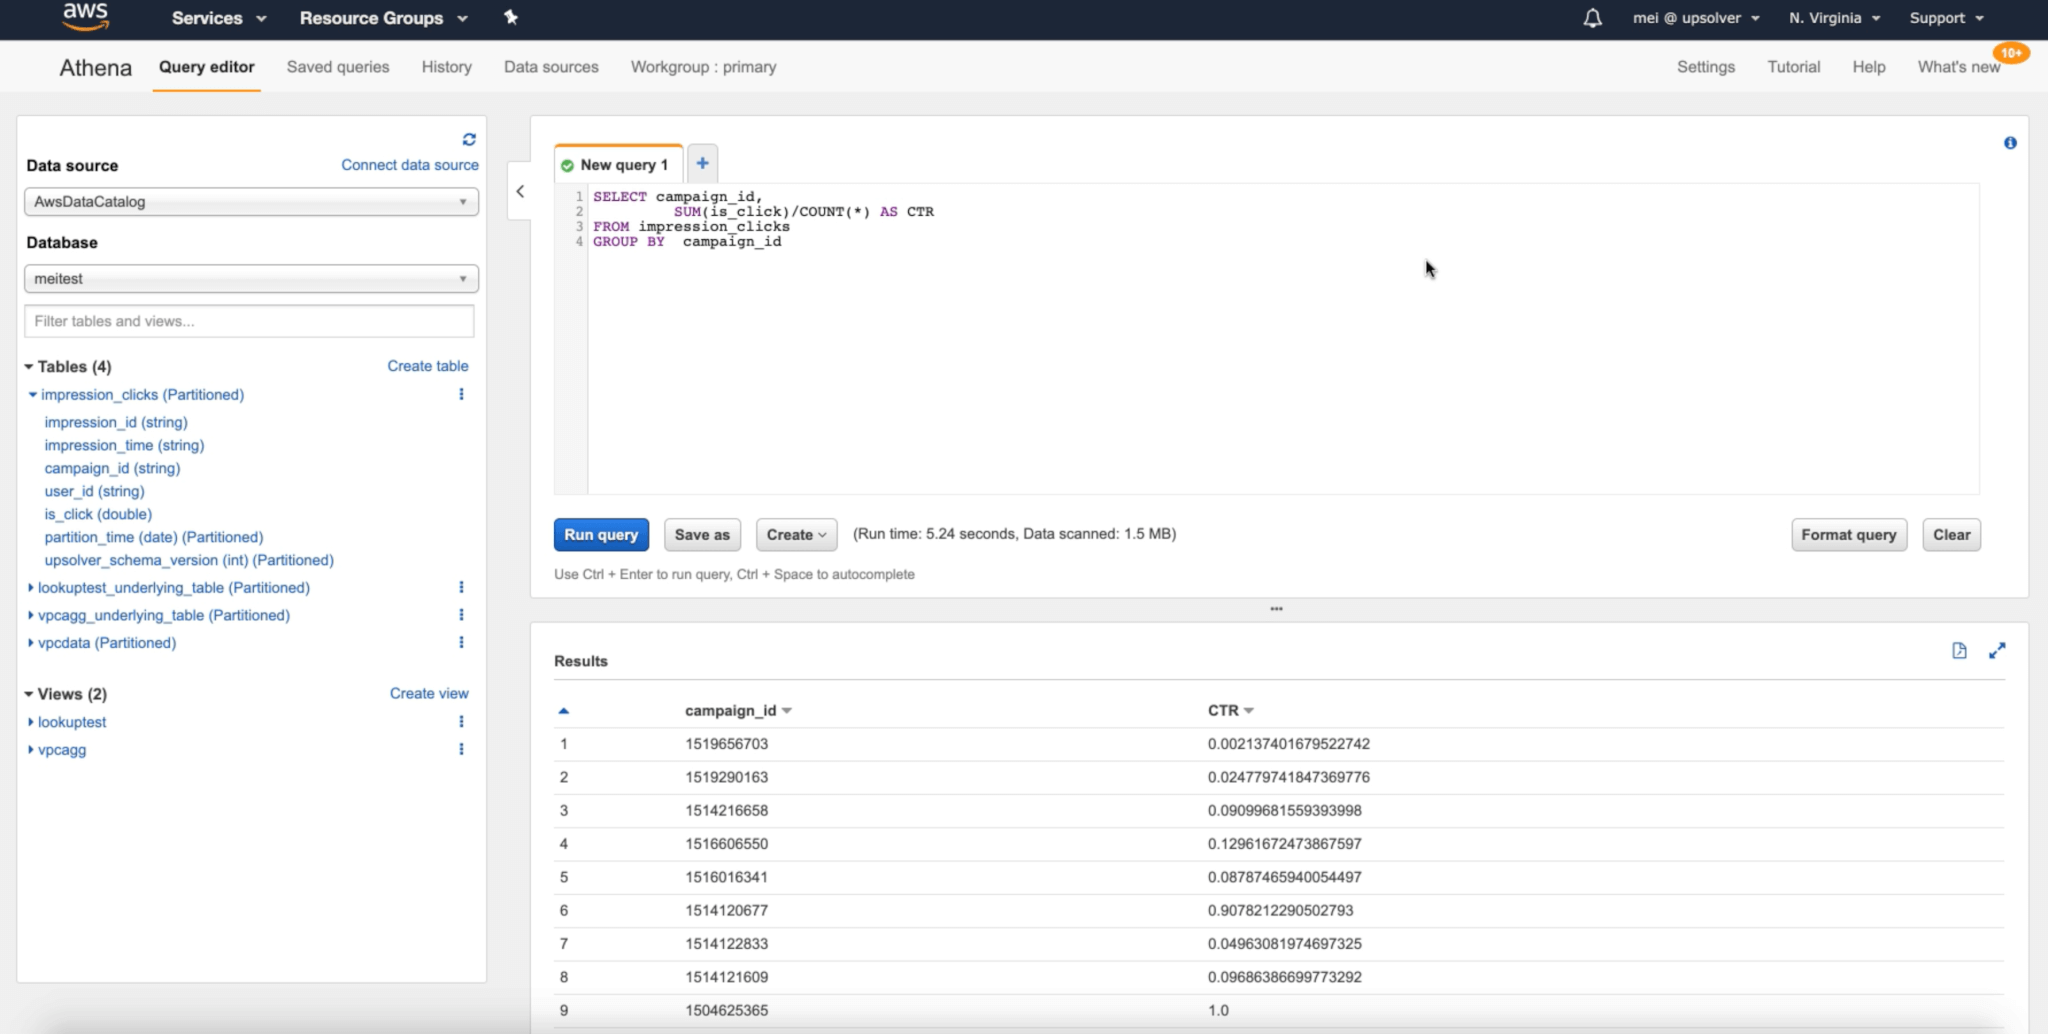 aws Services Resource Groups mei @ upsolver N. Virginia Support
Athena Query editor Saved queries History Data sources Workgroup : primary Settings Tutorial Help What's new 10+
Data source Connect data source
AwsDataCatalog
Database
meitest
Filter tables and views...
Tables (4) Create table
impression_clicks (Partitioned)
impression_id (string)
impression_time (string)
campaign_id (string)
user_id (string)
is_click (double)
partition_time (date) (Partitioned)
upsolver_schema_version (int) (Partitioned)
lookuptest_underlying_table (Partitioned)
vpcagg_underlying_table (Partitioned)
vpcdata (Partitioned)
Views (2) Create view
lookuptest
vpcagg
New query 1 +
1 SELECT campaign_id,
2 SUM(is_click)/COUNT(*) AS CTR
3 FROM impression_clicks
4 GROUP BY campaign_id
Run query Save as Create (Run time: 5.24 seconds, Data scanned: 1.5 MB) Format query Clear
Use Ctrl + Enter to run query, Ctrl + Space to autocomplete
Results
campaign_id CTR
1 1519656703 0.002137401679522742
2 1519290163 0.024779741847369776
3 1514216658 0.09099681559393998
4 1516606550 0.12961672473867597
5 1516016341 0.08787465940054497
6 1514120677 0.9078212290502793
7 1514122833 0.04963081974697325
8 1514121609 0.09686386699773292
9 1504625365 1.0